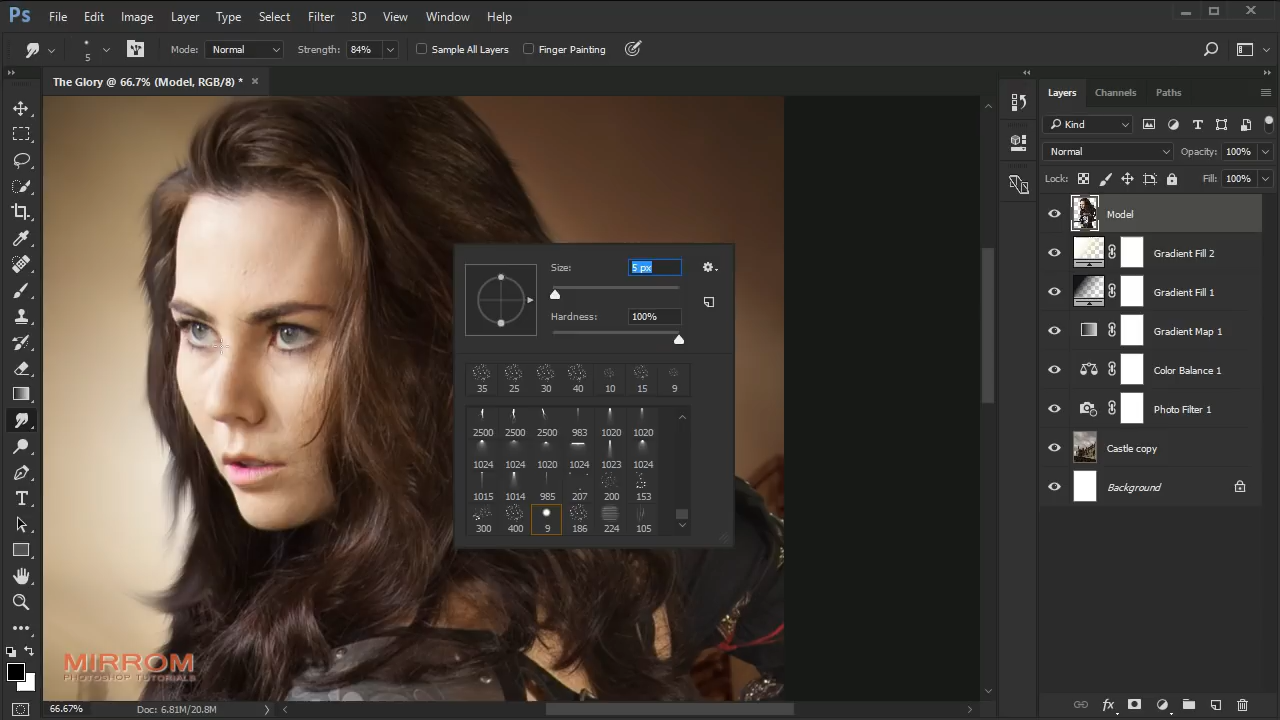 Ps File Edit Image Layer Type Select Filter 3D View Window Help
5 Mode: Normal Strength: 84% Sample All Layers Finger Painting
The Glory @ 66.7% (Model, RGB/8) * ×
Layers Channels Paths
Kind
Normal Opacity: 100%
Lock: Fill: 100%
Model
Gradient Fill 2
Gradient Fill 1
Gradient Map 1
Color Balance 1
Photo Filter 1
Castle copy
Background
Size: 5 px
Hardness: 100%
35 25 30 40 10 15 9
2500 2500 2500 983 1020 1020
1024 1024 1020 1024 1023 1024
1015 1014 985 207 200 153
300 400 9 186 224 105
MIRROM
PHOTOSHOP TUTORIALS
66.67% Doc: 6.81M/20.8M